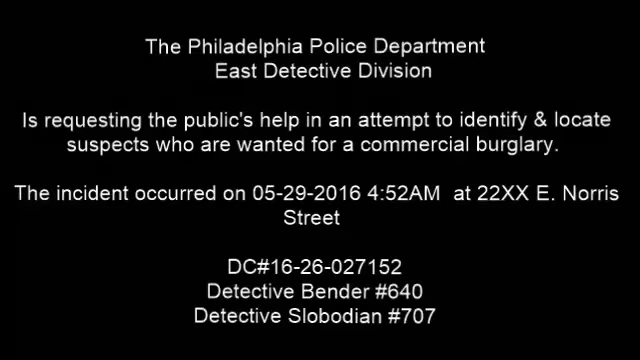 The Philadelphia Police Department
East Detective Division
Is requesting the public's help in an attempt to identify & locate
suspects who are wanted for a commercial burglary.
The incident occurred on 05-29-2016 4:52AM  at 22XX E. Norris
Street
DC#16-26-027152
Detective Bender #640
Detective Slobodian #707